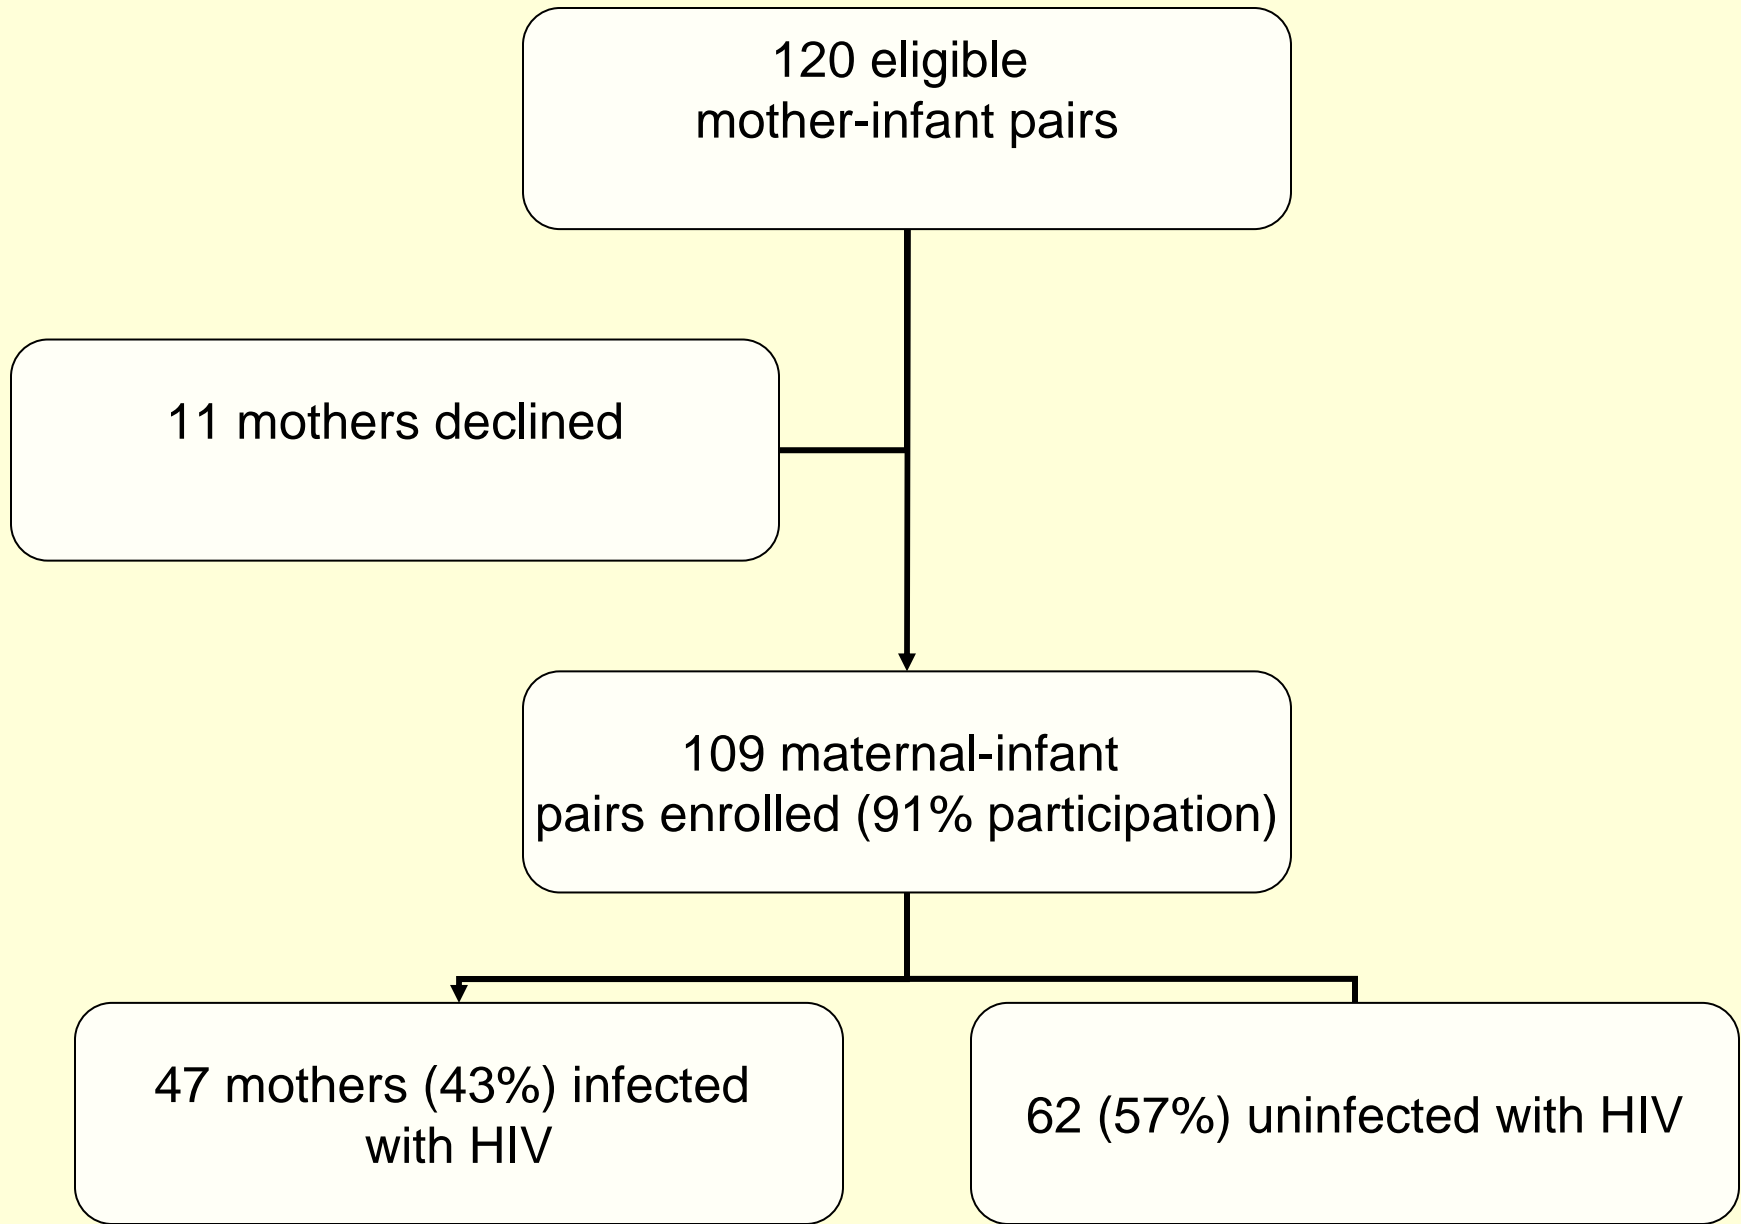 120 eligible
mother-infant pairs
11 mothers declined
109 maternal-infant
pairs enrolled (91% participation)
47 mothers (43%) infected
with HIV
62 (57%) uninfected with HIV